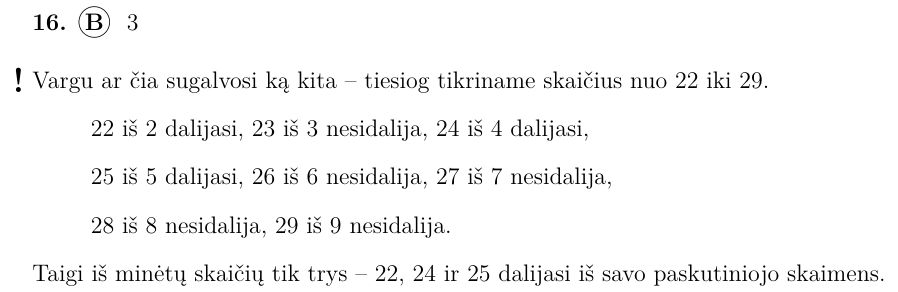 16. B 3
! Vargu ar čia sugalvosi ką kita – tiesiog tikriname skaičius nuo 22 iki 29.
22 iš 2 dalijasi, 23 iš 3 nesidalija, 24 iš 4 dalijasi,
25 iš 5 dalijasi, 26 iš 6 nesidalija, 27 iš 7 nesidalija,
28 iš 8 nesidalija, 29 iš 9 nesidalija.
Taigi iš minėtų skaičių tik trys – 22, 24 ir 25 dalijasi iš savo paskutiniojo skaimens.